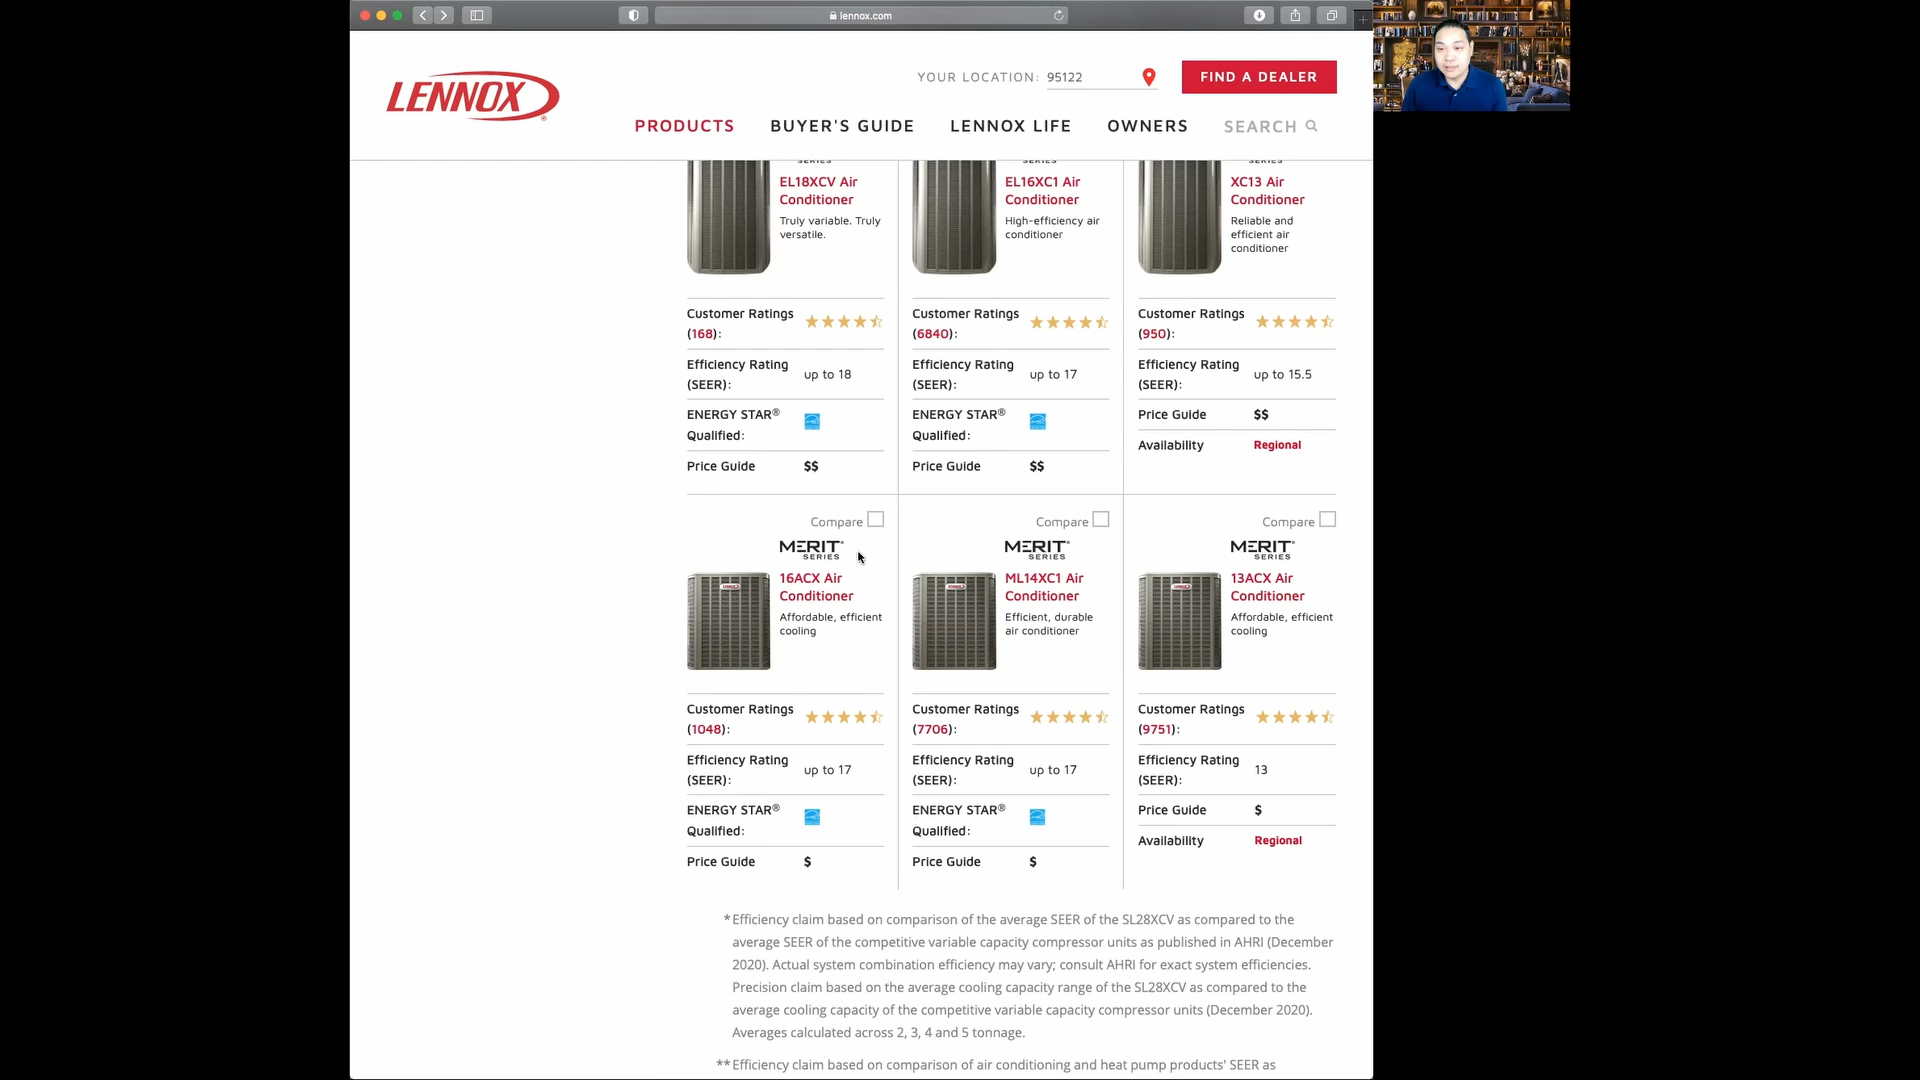 lennox.com
LENNOX
YOUR LOCATION: 95122
FIND A DEALER
PRODUCTS BUYER'S GUIDE LENNOX LIFE OWNERS SEARCH
SERIES SERIES SERIES
EL18XCV Air
Conditioner
Truly variable. Truly
versatile.
Customer Ratings
(168):
Efficiency Rating
(SEER): up to 18
ENERGY STAR®
Qualified:
Price Guide $$
EL16XC1 Air
Conditioner
High-efficiency air
conditioner
Customer Ratings
(6840):
Efficiency Rating
(SEER): up to 17
ENERGY STAR®
Qualified:
Price Guide $$
XC13 Air
Conditioner
Reliable and
efficient air
conditioner
Customer Ratings
(950):
Efficiency Rating
(SEER): up to 15.5
Price Guide $$
Availability Regional
Compare
MERIT®
SERIES
16ACX Air
Conditioner
Affordable, efficient
cooling
Customer Ratings
(1048):
Efficiency Rating
(SEER): up to 17
ENERGY STAR®
Qualified:
Price Guide $
Compare
MERIT®
SERIES
ML14XC1 Air
Conditioner
Efficient, durable
air conditioner
Customer Ratings
(7706):
Efficiency Rating
(SEER): up to 17
ENERGY STAR®
Qualified:
Price Guide $
Compare
MERIT®
SERIES
13ACX Air
Conditioner
Affordable, efficient
cooling
Customer Ratings
(9751):
Efficiency Rating
(SEER): 13
Price Guide $
Availability Regional
* Efficiency claim based on comparison of the average SEER of the SL28XCV as compared to the
average SEER of the competitive variable capacity compressor units as published in AHRI (December
2020). Actual system combination efficiency may vary; consult AHRI for exact system efficiencies.
Precision claim based on the average cooling capacity range of the SL28XCV as compared to the
average cooling capacity of the competitive variable capacity compressor units (December 2020).
Averages calculated across 2, 3, 4 and 5 tonnage.
** Efficiency claim based on comparison of air conditioning and heat pump products' SEER as